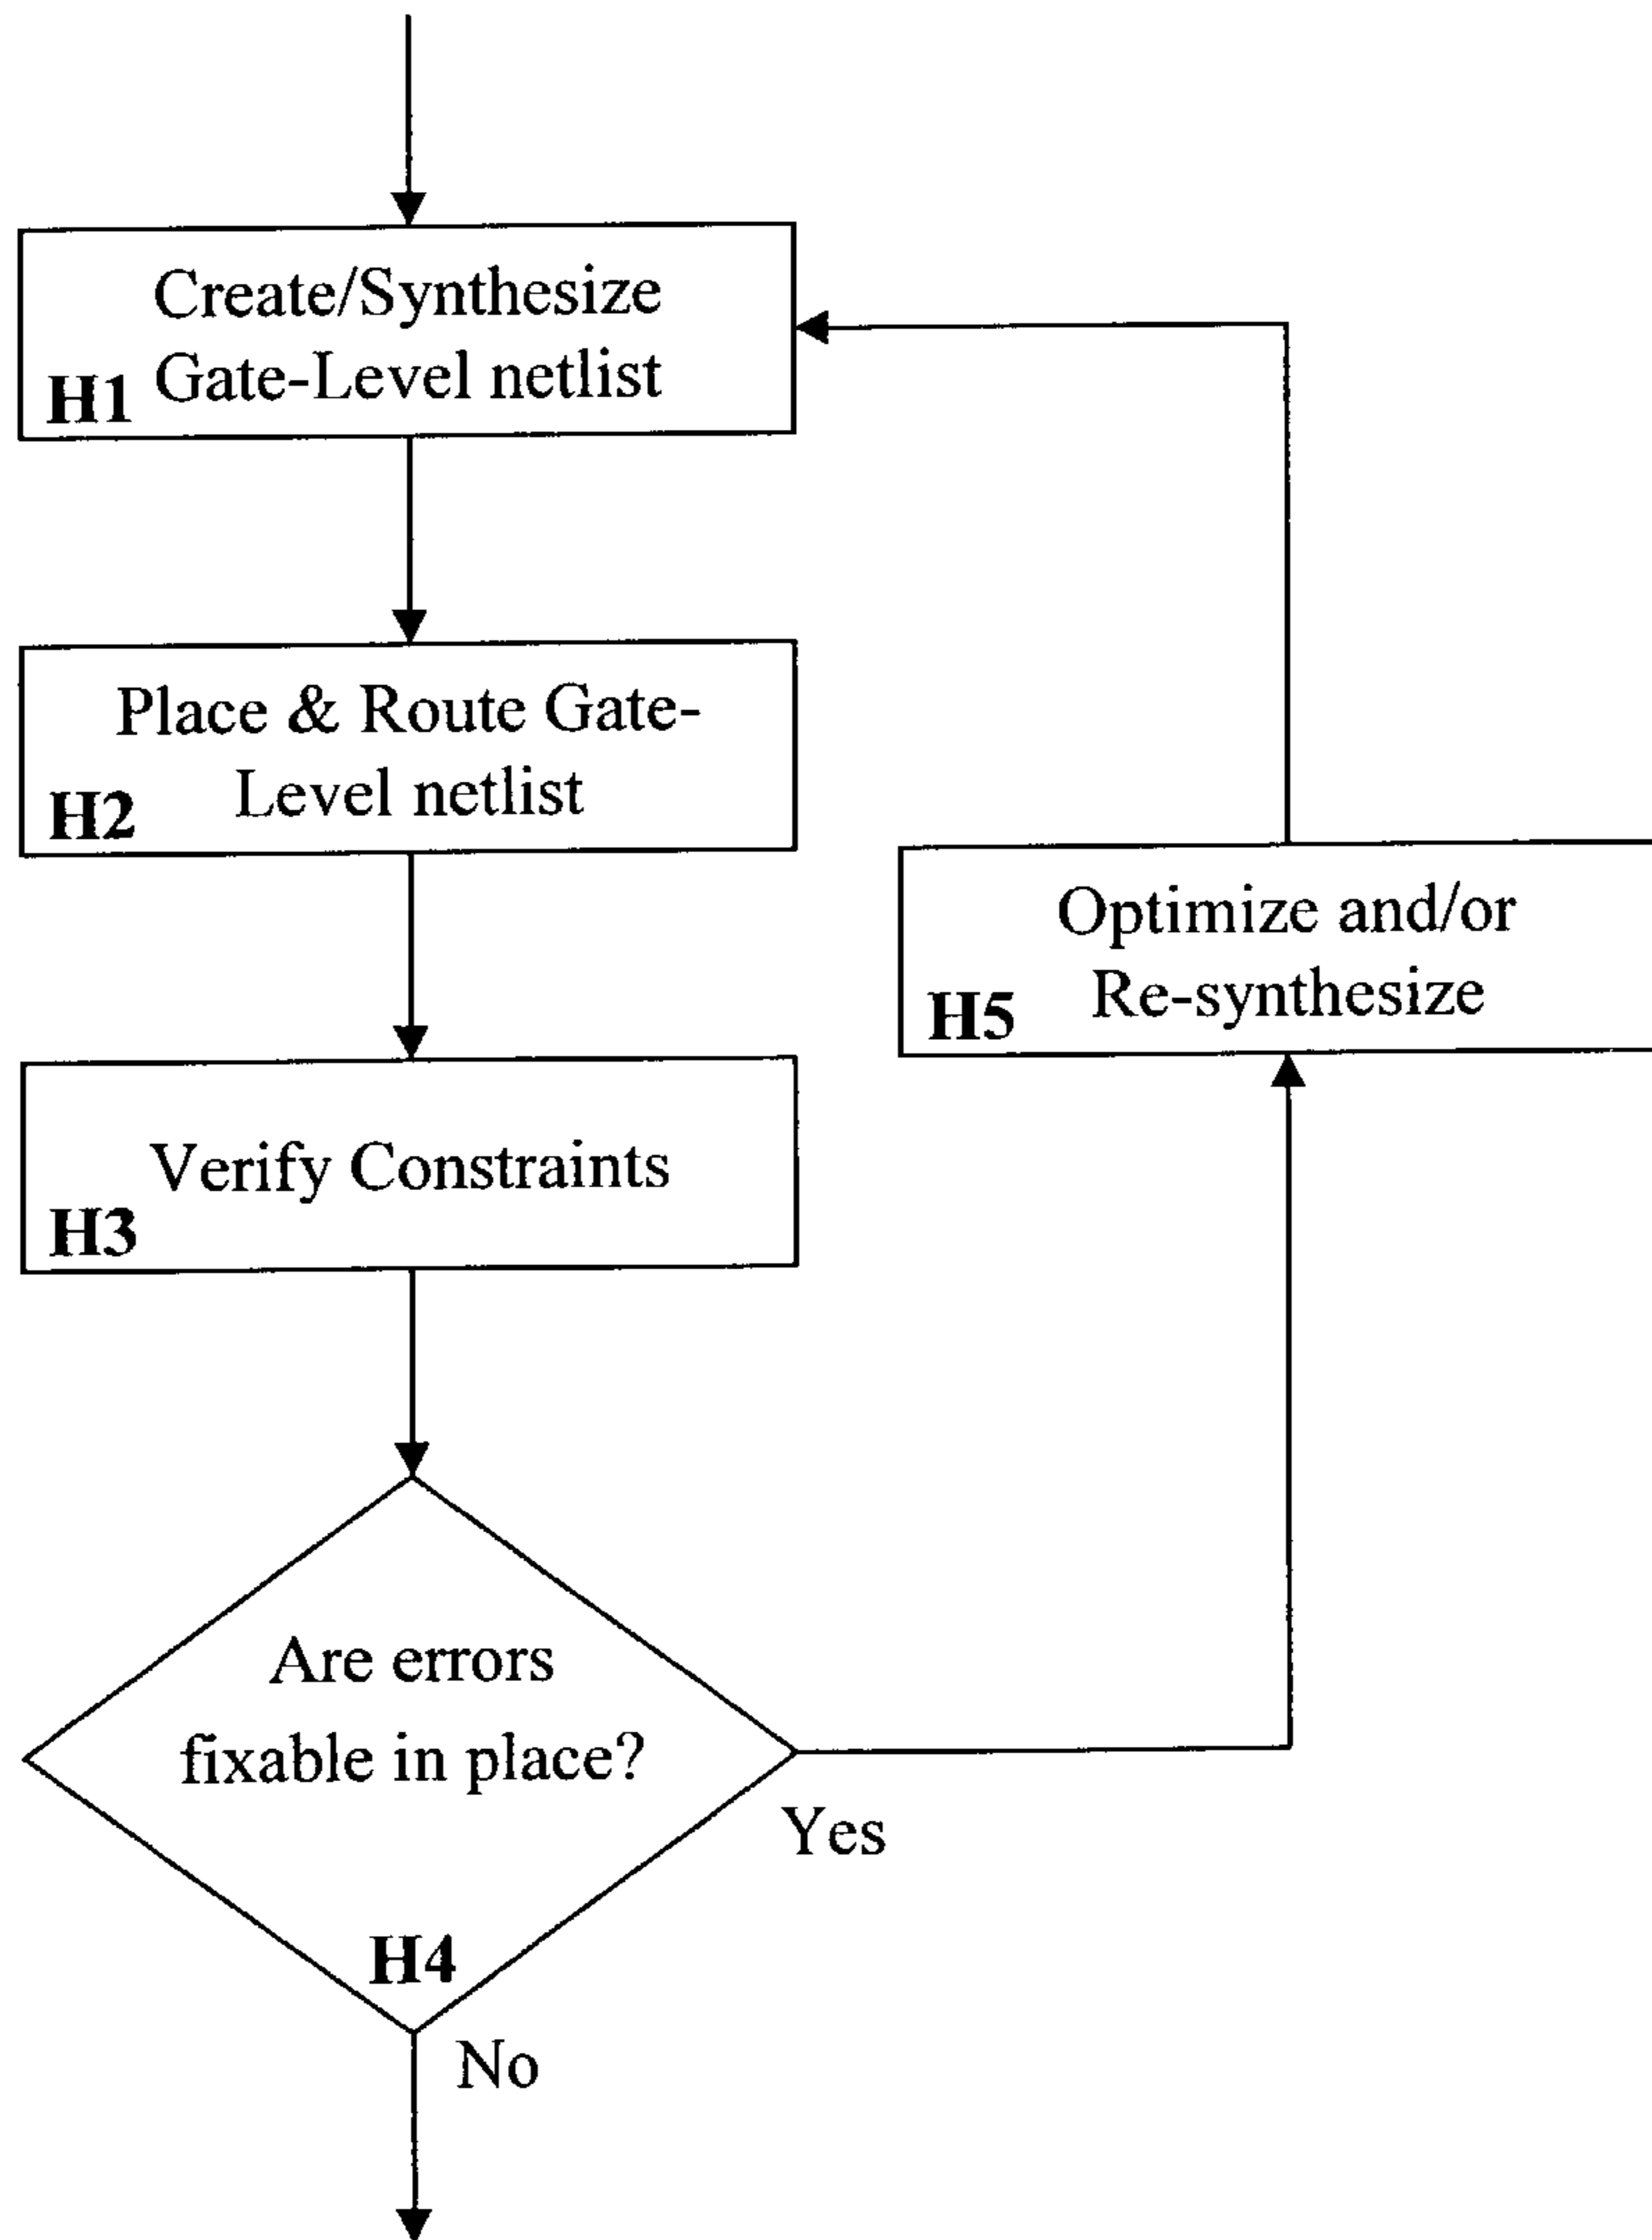 Create/Synthesize
Gate-Level netlist
H1
Place & Route Gate-
Level netlist
H2
Verify Constraints
H3
Are errors
fixable in place?
H4
Yes
No
Optimize and/or
Re-synthesize
H5